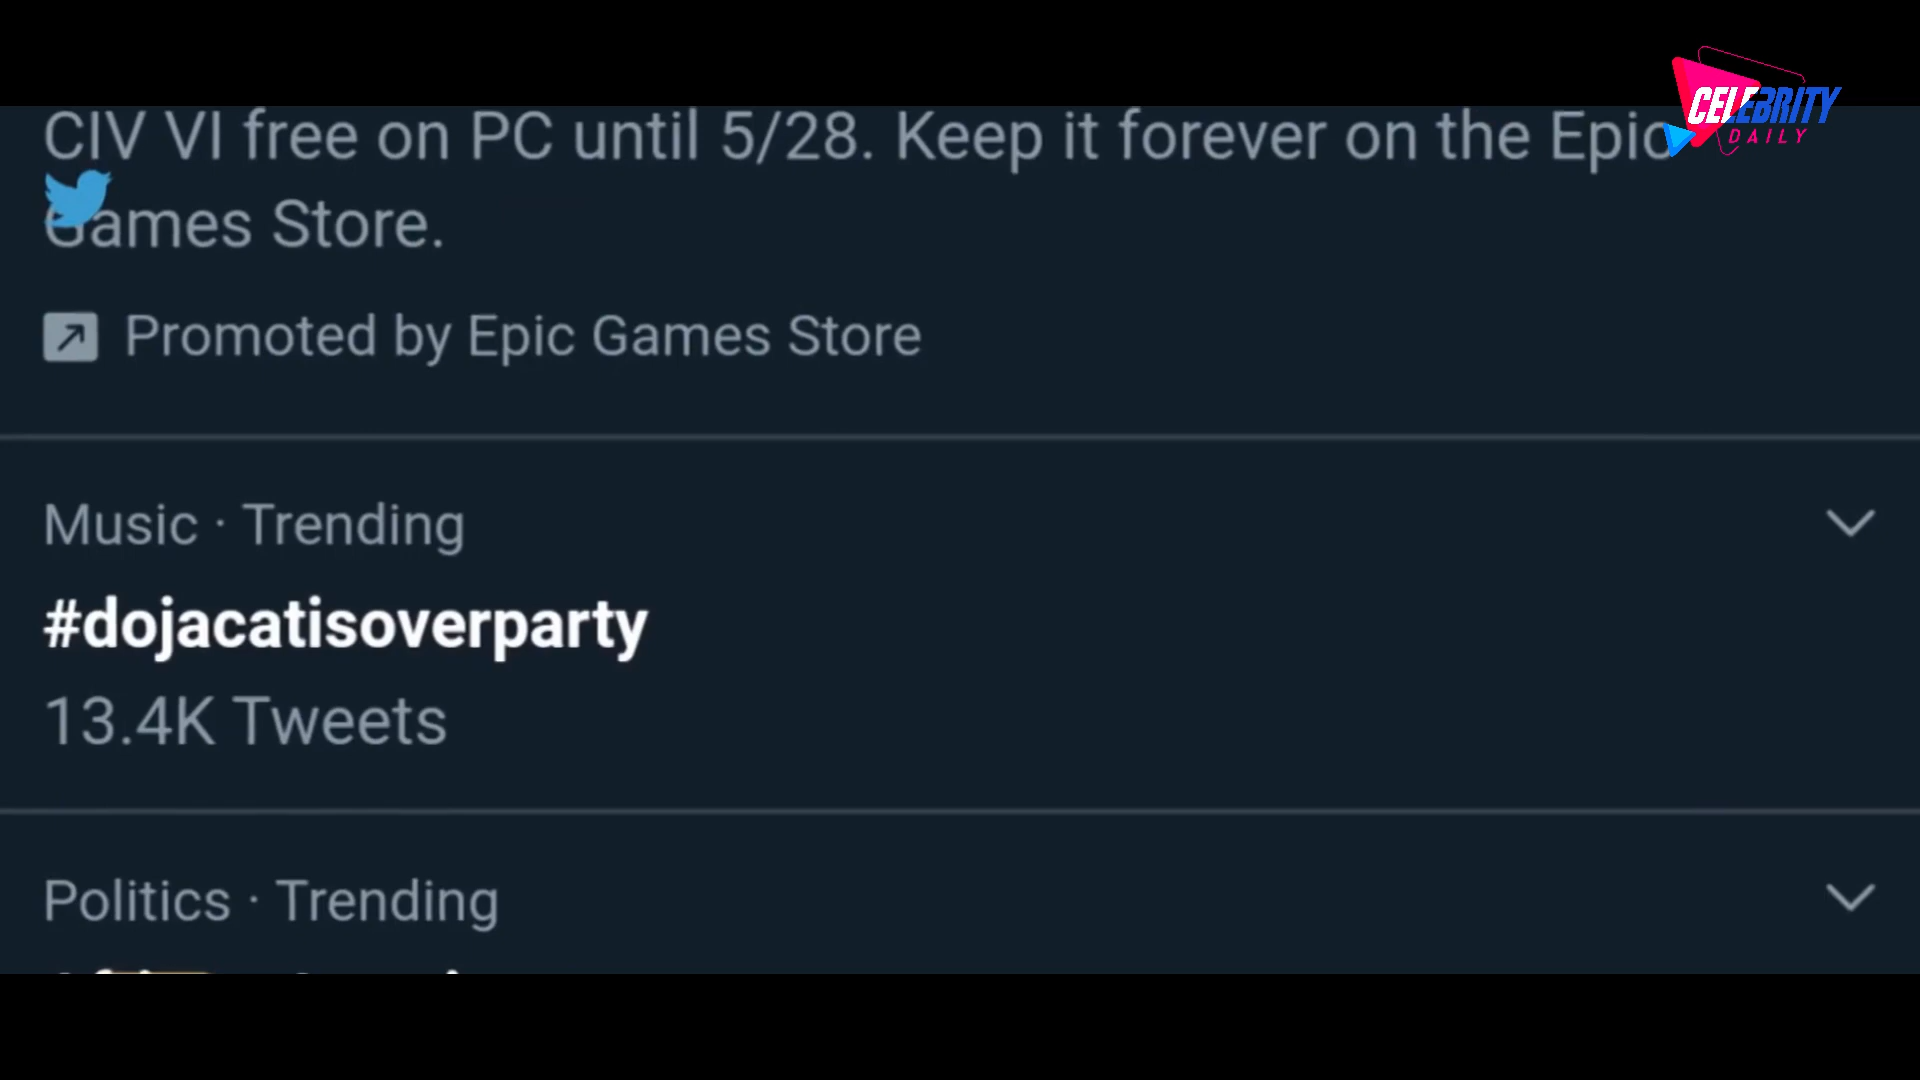 CELEBRITY
DAILY
CIV VI free on PC until 5/28. Keep it forever on the Epic
Games Store.
Promoted by Epic Games Store
Music · Trending
#dojacatisoverparty
13.4K Tweets
Politics · Trending